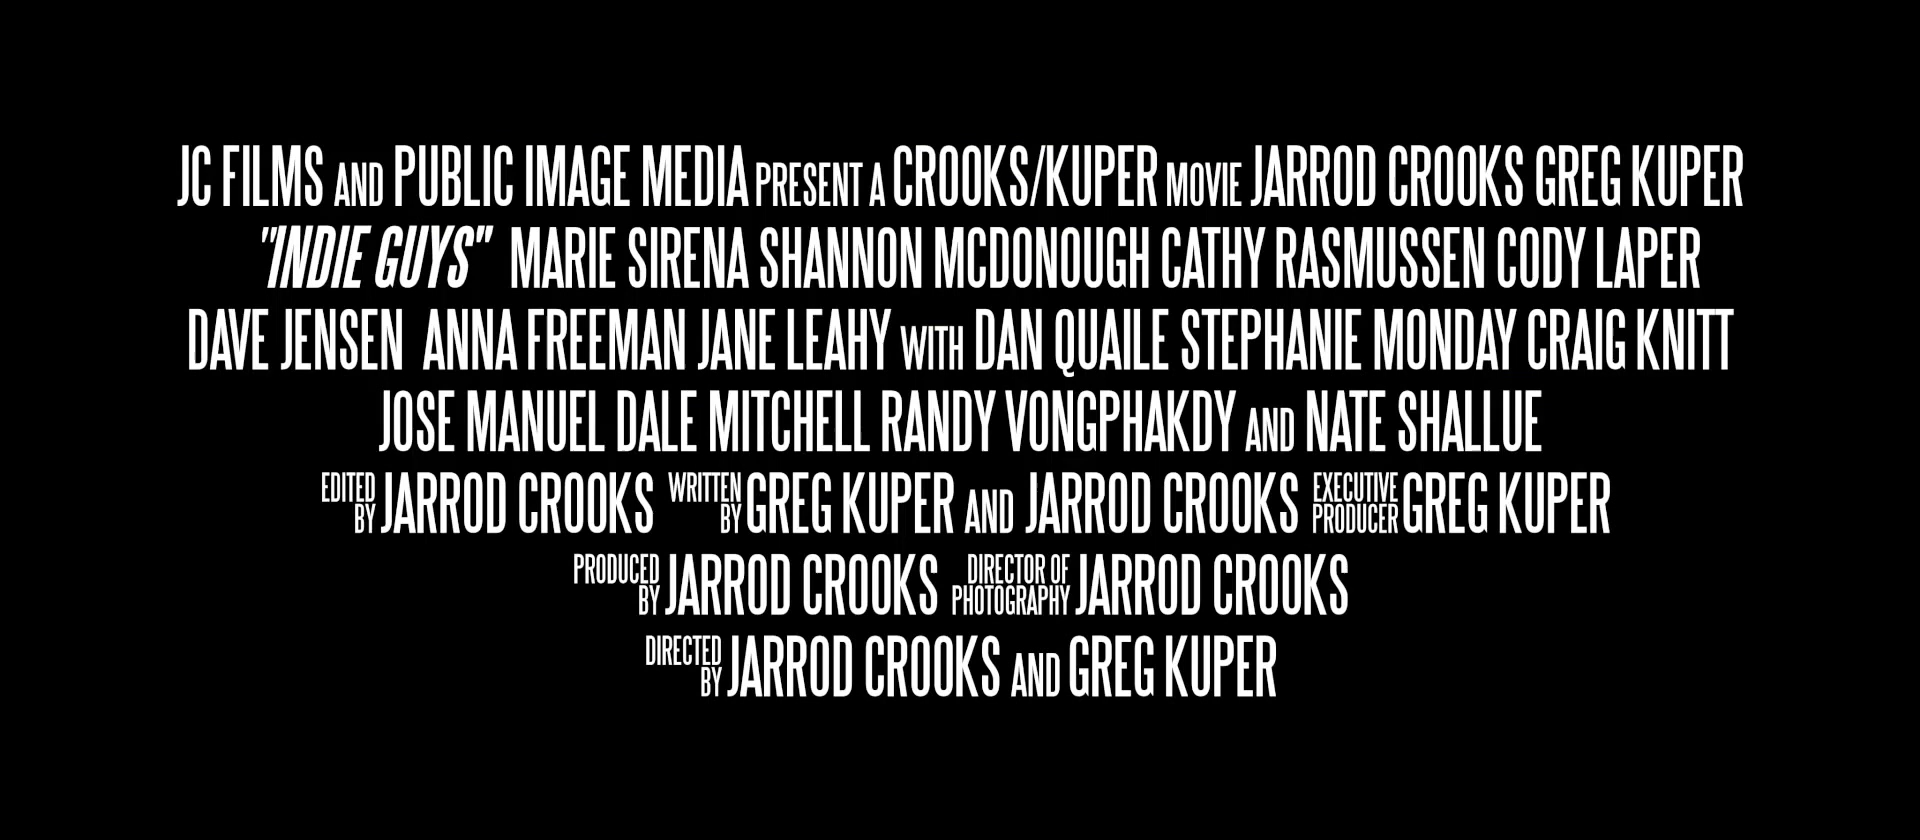 JC FILMS AND PUBLIC IMAGE MEDIA PRESENT A CROOKS/KUPER MOVIE JARROD CROOKS GREG KUPER
"INDIE GUYS" MARIE SIRENA SHANNON MCDONOUGH CATHY RASMUSSEN CODY LAPER
DAVE JENSEN ANNA FREEMAN JANE LEAHY WITH DAN QUAILE STEPHANIE MONDAY CRAIG KNITT
JOSE MANUEL DALE MITCHELL RANDY VONGPHAKDY AND NATE SHALLUE
EDITED BY JARROD CROOKS WRITTEN BY GREG KUPER AND JARROD CROOKS EXECUTIVE PRODUCER GREG KUPER
PRODUCED BY JARROD CROOKS DIRECTOR OF PHOTOGRAPHY JARROD CROOKS
DIRECTED BY JARROD CROOKS AND GREG KUPER